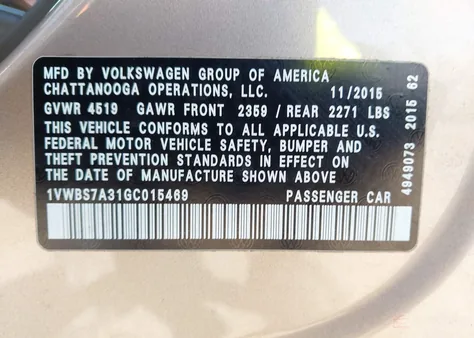 MFD BY VOLKSWAGEN GROUP OF AMERICA
CHATTANOOGA OPERATIONS, LLC. 11/2015
GVWR 4519 GAWR FRONT 2359 / REAR 2271 LBS
THIS VEHICLE CONFORMS TO ALL APPLICABLE U.S.
FEDERAL MOTOR VEHICLE SAFETY, BUMPER AND
THEFT PREVENTION STANDARDS IN EFFECT ON
THE DATE OF MANUFACTURE SHOWN ABOVE.
1VWBS7A31GC015469 PASSENGER CAR
4949073 2015 62